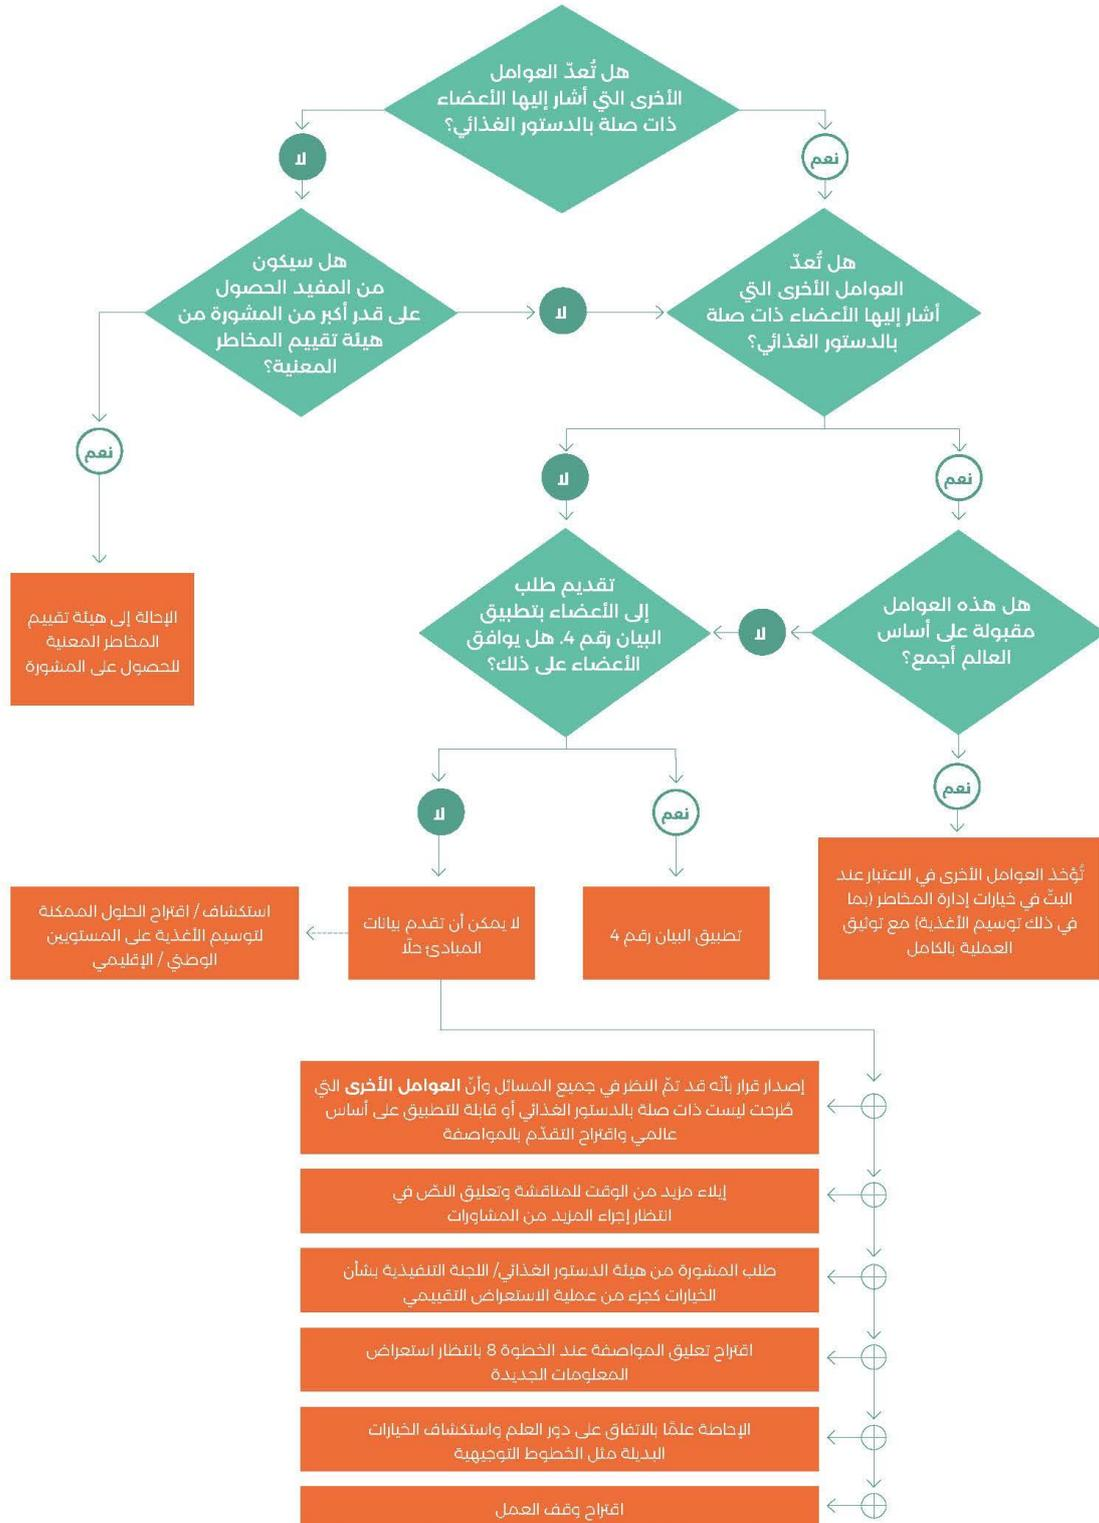 هل تُعدّ العوامل
الأخرى التي أشار إليها الأعضاء
ذات صلة بالدستور الغذائي؟
نعم
لا
هل تُعدّ
العوامل الأخرى التي
أشار إليها الأعضاء ذات صلة
بالدستور الغذائي؟
لا
هل سيكون
من المفيد الحصول
على قدر أكبر من المشورة من
هيئة تقييم المخاطر
المعنية؟
نعم
نعم
لا
هل هذه العوامل
مقبولة على أساس
العالم أجمع؟
لا
تقديم طلب
إلى الأعضاء بتطبيق
البيان رقم 4. هل يوافق
الأعضاء على ذلك؟
الإحالة إلى هيئة تقييم
المخاطر المعنية
للحصول على المشورة
نعم
نعم
لا
تُؤخذ العوامل الأخرى في الاعتبار عند
البتّ في خيارات إدارة المخاطر (بما
في ذلك توسيم الأغذية) مع توثيق
العملية بالكامل
تطبيق البيان رقم 4
لا يمكن أن تقدم بيانات
المبادئ حلًّا
استكشاف / اقتراح الحلول الممكنة
لتوسيم الأغذية على المستويين
الوطني / الإقليمي
إصدار قرار بأنّه قد تمّ النظر في جميع المسائل وأنّ العوامل الأخرى التي
طُرحت ليست ذات صلة بالدستور الغذائي أو قابلة للتطبيق على أساس
عالمي واقتراح التقدّم بالمواصفة
إيلاء مزيد من الوقت للمناقشة وتعليق النصّ في
انتظار إجراء المزيد من المشاورات
طلب المشورة من هيئة الدستور الغذائي/ اللجنة التنفيذية بشأن
الخيارات كجزء من عملية الاستعراض التقييمي
اقتراح تعليق المواصفة عند الخطوة 8 بانتظار استعراض
المعلومات الجديدة
الإحاطة علمًا بالاتفاق على دور العلم واستكشاف الخيارات
البديلة مثل الخطوط التوجيهية
اقتراح وقف العمل